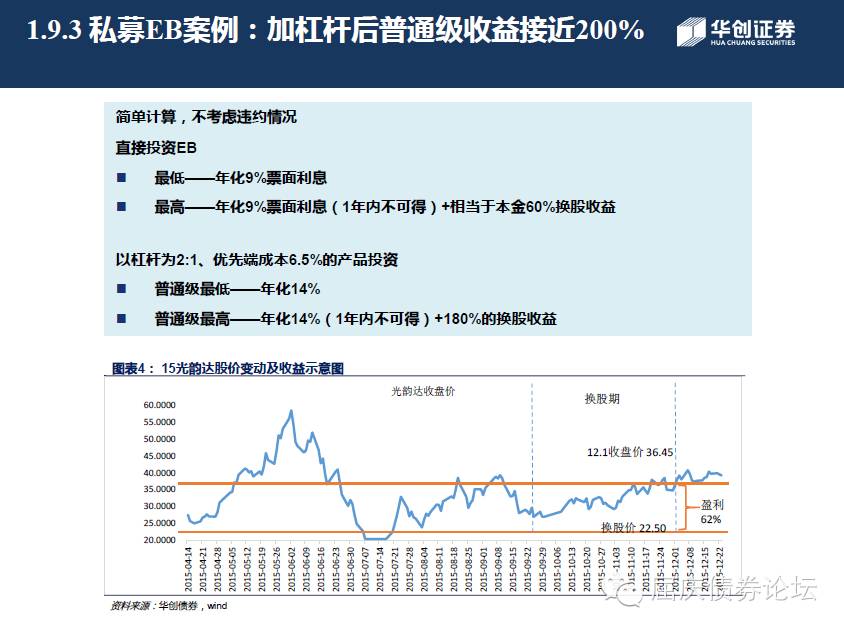 1.9.3 私募EB案例：加杠杆后普通级收益接近200%
华创证券
HUA CHUANG SECURITIES
简单计算，不考虑违约情况
直接投资EB
■ 最低——年化9%票面利息
■ 最高——年化9%票面利息（1年内不可得）+相当于本金60%换股收益
以杠杆为2:1、优先端成本6.5%的产品投资
■ 普通级最低——年化14%
■ 普通级最高——年化14%（1年内不可得）+180%的换股收益
图表4： 15光韵达股价变动及收益示意图
光韵达收盘价
换股期
60.0000
55.0000
50.0000
45.0000
40.0000
35.0000
30.0000
25.0000
20.0000
12.1收盘价 36.45
换股价 22.50
盈利
62%
2015-04-14
2015-04-21
2015-04-28
2015-05-05
2015-05-12
2015-05-19
2015-05-26
2015-06-02
2015-06-09
2015-06-16
2015-06-23
2015-06-30
2015-07-07
2015-07-14
2015-07-21
2015-07-28
2015-08-04
2015-08-11
2015-08-18
2015-08-25
2015-09-01
2015-09-08
2015-09-15
2015-09-22
2015-09-29
2015-10-06
2015-10-13
2015-10-20
2015-10-27
-11-03
2015-11-10
2015-11-17
2015-11-24
2015-12-01
2015-12-08
2015-12-15
2015-12-22
屈庆债券论坛
资料来源：华创债券，wind